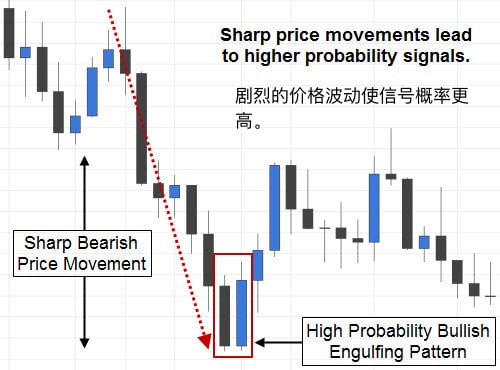 Sharp price movements lead
to higher probability signals.
剧烈的价格波动使信号概率更
高。
Sharp Bearish
Price Movement
High Probability Bullish
Engulfing Pattern